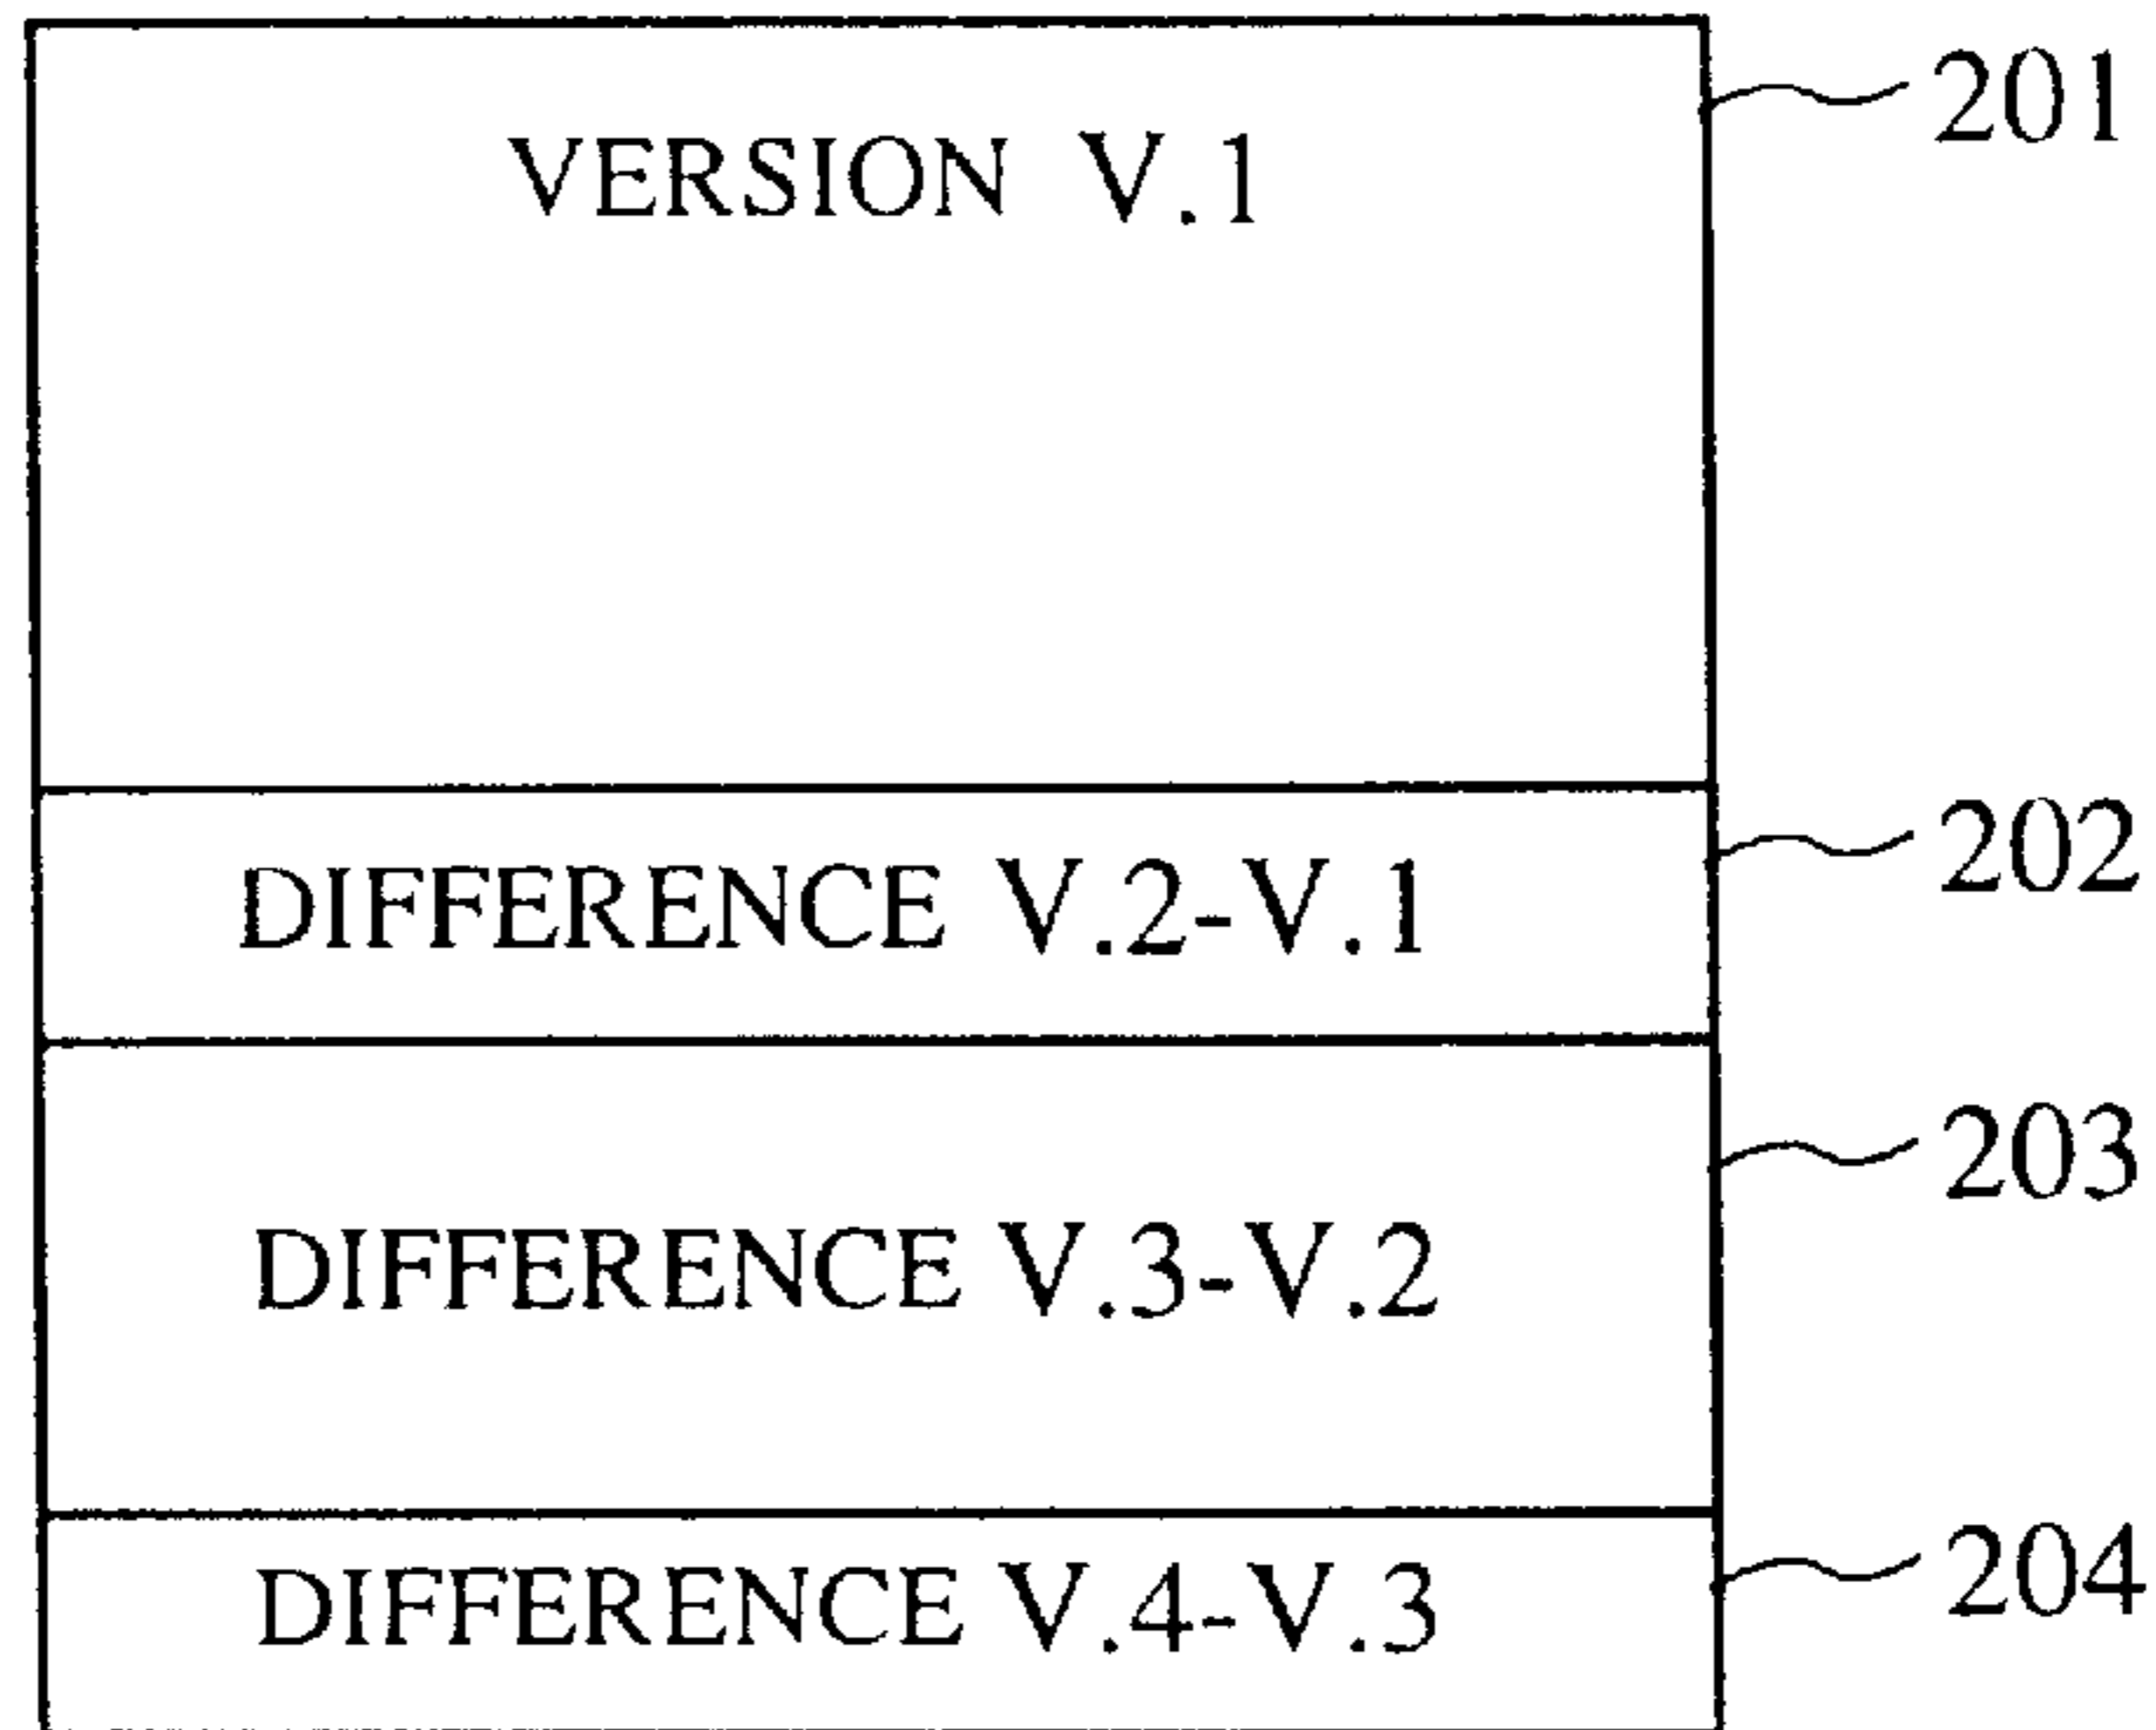 201
VERSION V.1
202
DIFFERENCE V.2-V.1
203
DIFFERENCE V.3-V.2
204
DIFFERENCE V.4-V.3